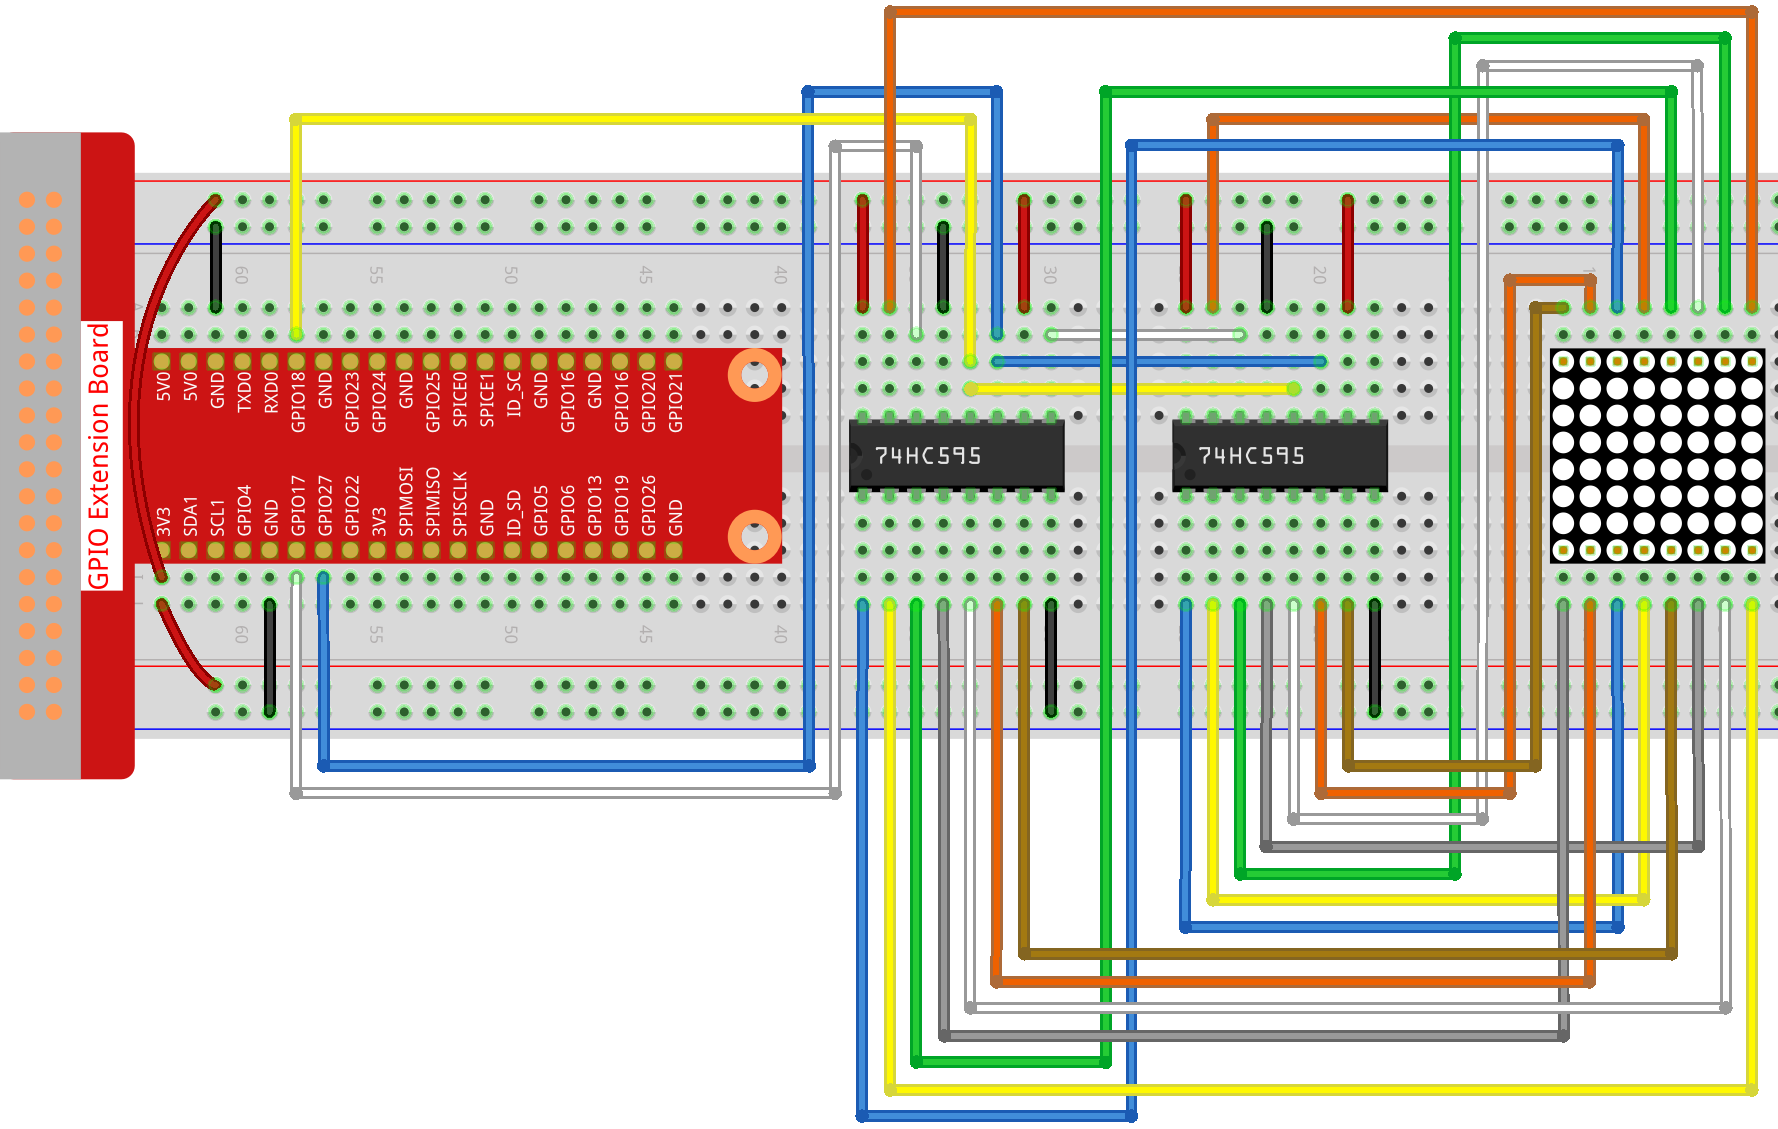 GPIO Extension Board
5V0
5V0
GND
TXD0
RXD0
GPIO18
GND
GPIO23
GPIO24
GND
GPIO25
SPICE0
SPICE1
ID_SC
GND
GPIO16
GND
GPIO16
GPIO20
GPIO21
3V3
SDA1
SCL1
GPIO4
GND
GPIO17
GPIO27
GPIO22
3V3
SPIMOSI
SPIMISO
SPISCLK
GND
ID_SD
GPIO5
GPIO6
GPIO13
GPIO19
GPIO26
GND
60
55
50
45
40
30
20
74HC595
74HC595
60
55
50
45
40